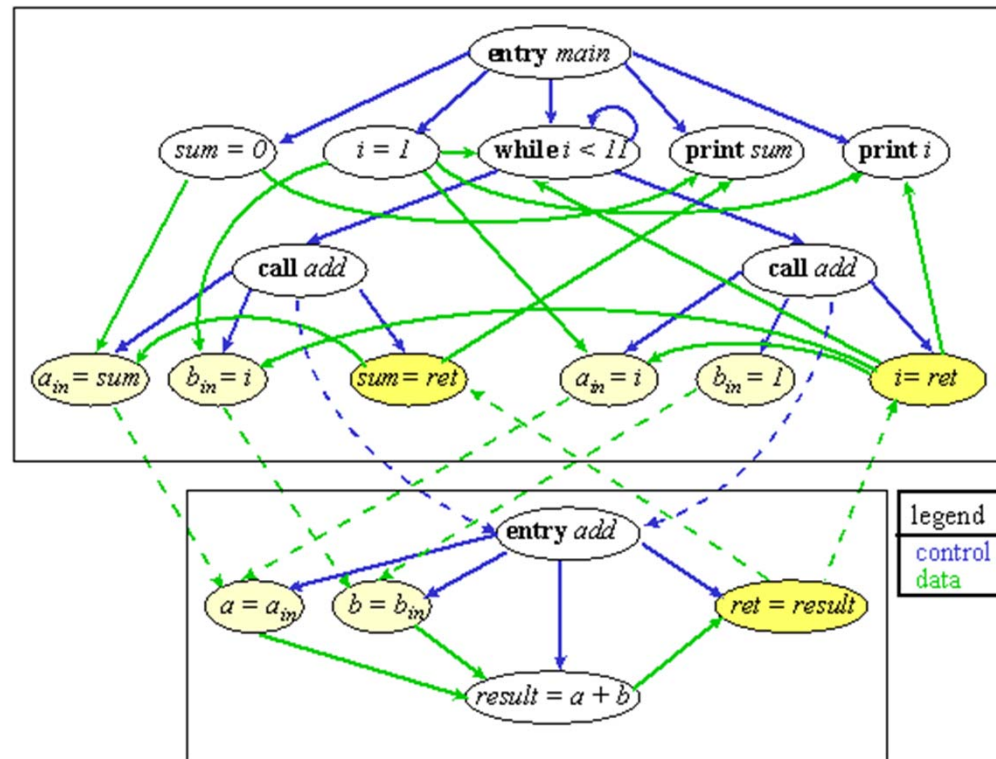 entry main
sum = 0
i = 1
while i < 11
print sum
print i
call add
call add
a_in = sum
b_in = i
sum = ret
a_in = i
b_in = 1
i = ret
entry add
a = a_in
b = b_in
ret = result
result = a + b
legend
control
data